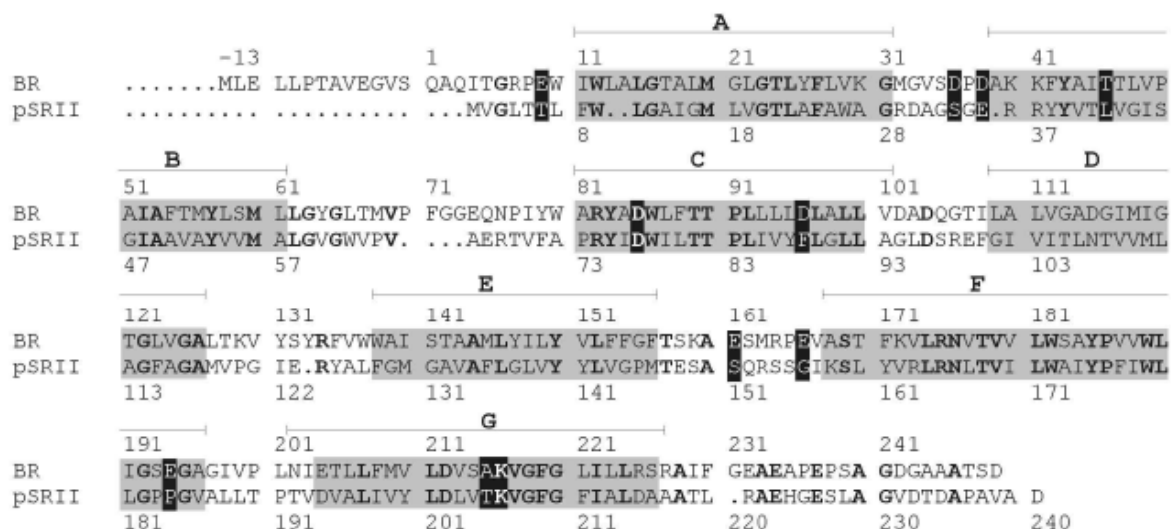 A
-13 1 11 21 31 41
BR .......MLE LLPTAVEGVS QAQITGRPEW IWLALGTALM GLGTLYFLVKG GMGVSDPDAK KFYAITTLVP
pSRII .......... .......... ...MVGLTTL FW..LGAIGM LVGTLAFAWAG GRDAGSGE.R RYYVTLVGIS
8 18 28 37
B C D
51 61 71 81 91 101 111
BR AIAFTMYLSM LLGYGLTMVP FGGEQNPIYW ARYADWLFTT PLLLLDLALL VDADQGTILA LVGADGIMIG
pSRII GIAAVAYVVM ALGVGWVPV. ..AERTVFA PRYIDWILTT PLIVYFLGLL AGLDSREFGI VITLNTVVML
47 57 73 83 93 103
E F
121 131 141 151 161 171 181
BR TGLVGALTKV YSYRFVWWAI STAAMLYILY VLFFGFTSKA ESMRPEVAST FKVLRNVTVV LWSAYPVVWL
pSRII AGFAGAMVPG IE.RYALFGM GAVAFLGLVY YLVGPMTESA SQRSSGIKSL YVRLRNLTVI LWAIYPFIWL
113 122 131 141 151 161 171
G
191 201 211 221 231 241
BR IGSEGAGIVP LNIETLLFMV LDVSAKVGFG LILLRSRAIF GEAEAPEPSA GDGAAATSD
pSRII LGPPGVALLT PTVDVALIVY LDLVTKVGFG FIALDAAATL .RAEHGESLA GVDTDAPAVA D
181 191 201 211 220 230 240